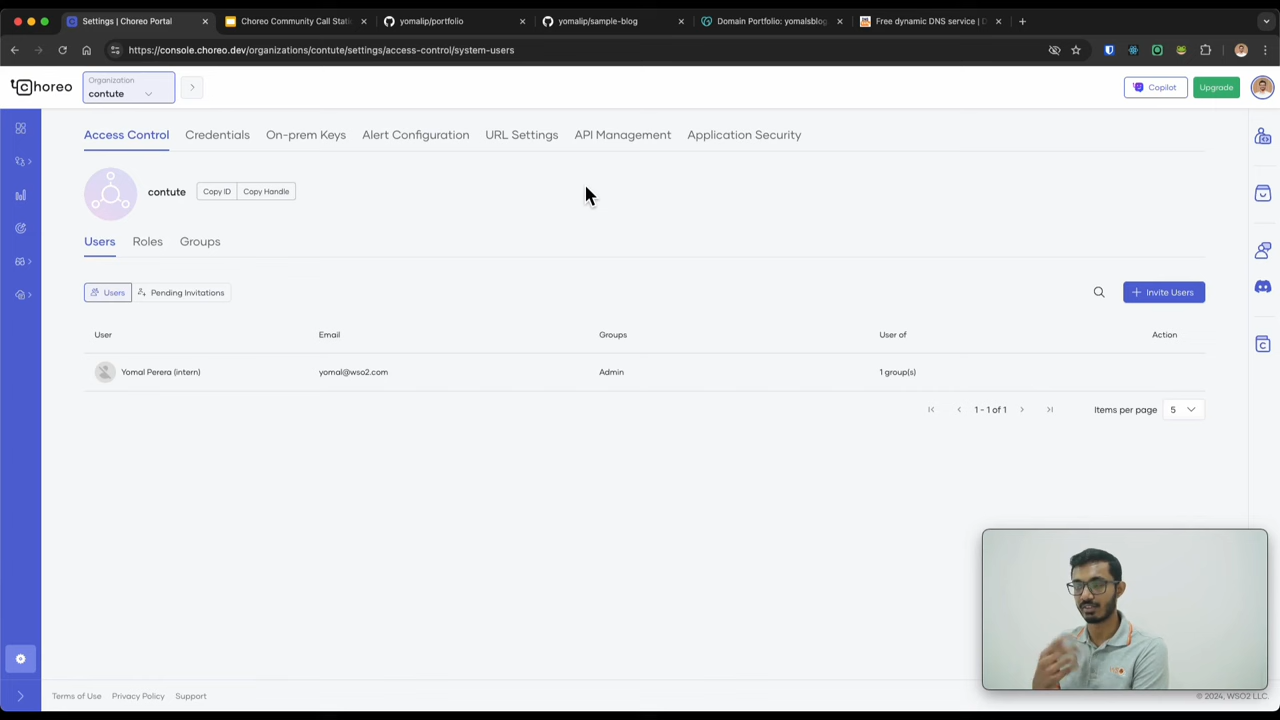 Settings | Choreo Portal
Choreo Community Call Stati
yomalip/portfolio
yomalip/sample-blog
Domain Portfolio: yomalsblog
Free dynamic DNS service | D
https://console.choreo.dev/organizations/contute/settings/access-control/system-users
choreo
Organization
contute
Copilot
Upgrade
Access Control
Credentials
On-prem Keys
Alert Configuration
URL Settings
API Management
Application Security
contute
Copy ID
Copy Handle
Users
Roles
Groups
Users
Pending Invitations
Invite Users
User
Email
Groups
User of
Action
Yomal Perera (intern)
yomal@wso2.com
Admin
1 group(s)
1 - 1 of 1
Items per page
5
Terms of Use
Privacy Policy
Support
© 2024, WSO2 LLC.